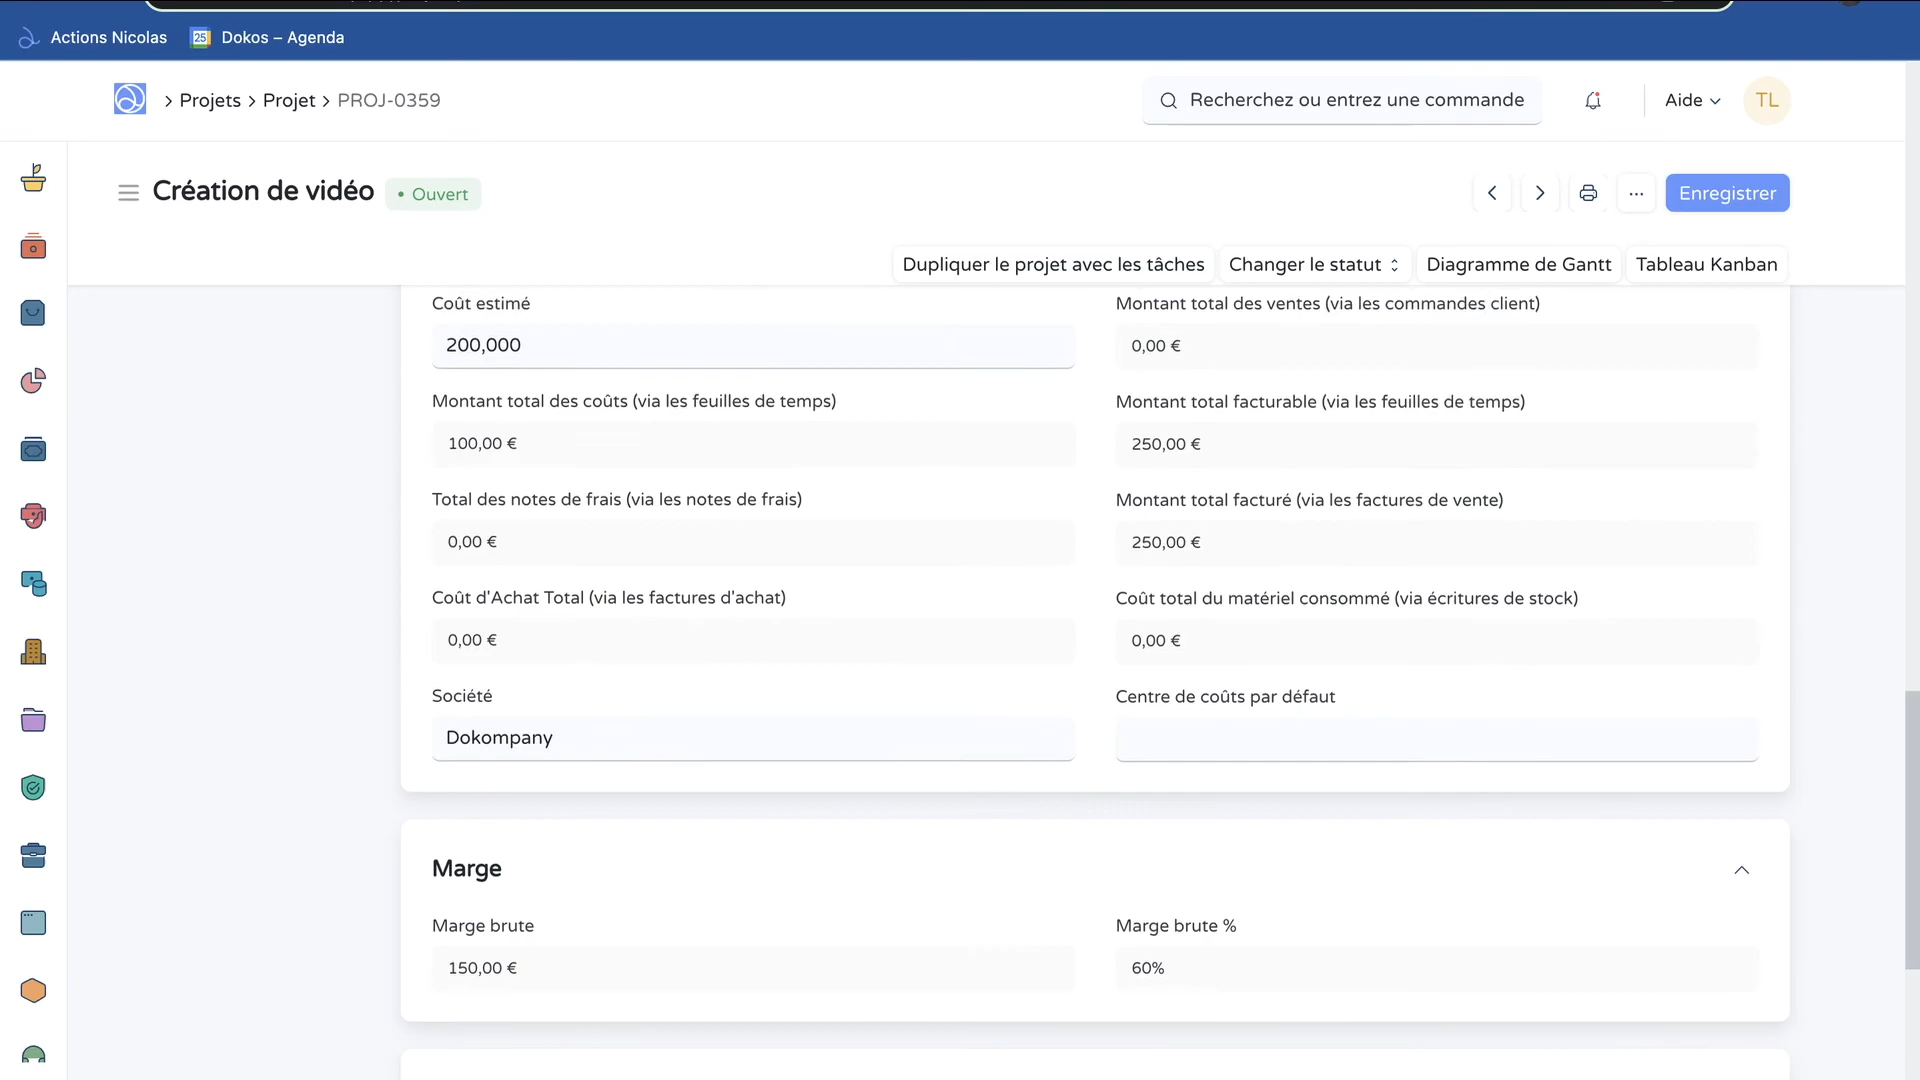 Actions Nicolas
25 Dokos – Agenda
> Projets > Projet > PROJ-0359
Recherchez ou entrez une commande
Aide
TL
Création de vidéo
• Ouvert
Enregistrer
Dupliquer le projet avec les tâches
Changer le statut
Diagramme de Gantt
Tableau Kanban
Coût estimé
200,000
Montant total des ventes (via les commandes client)
0,00 €
Montant total des coûts (via les feuilles de temps)
100,00 €
Montant total facturable (via les feuilles de temps)
250,00 €
Total des notes de frais (via les notes de frais)
0,00 €
Montant total facturé (via les factures de vente)
250,00 €
Coût d'Achat Total (via les factures d'achat)
0,00 €
Coût total du matériel consommé (via écritures de stock)
0,00 €
Société
Dokompany
Centre de coûts par défaut
Marge
Marge brute
150,00 €
Marge brute %
60%